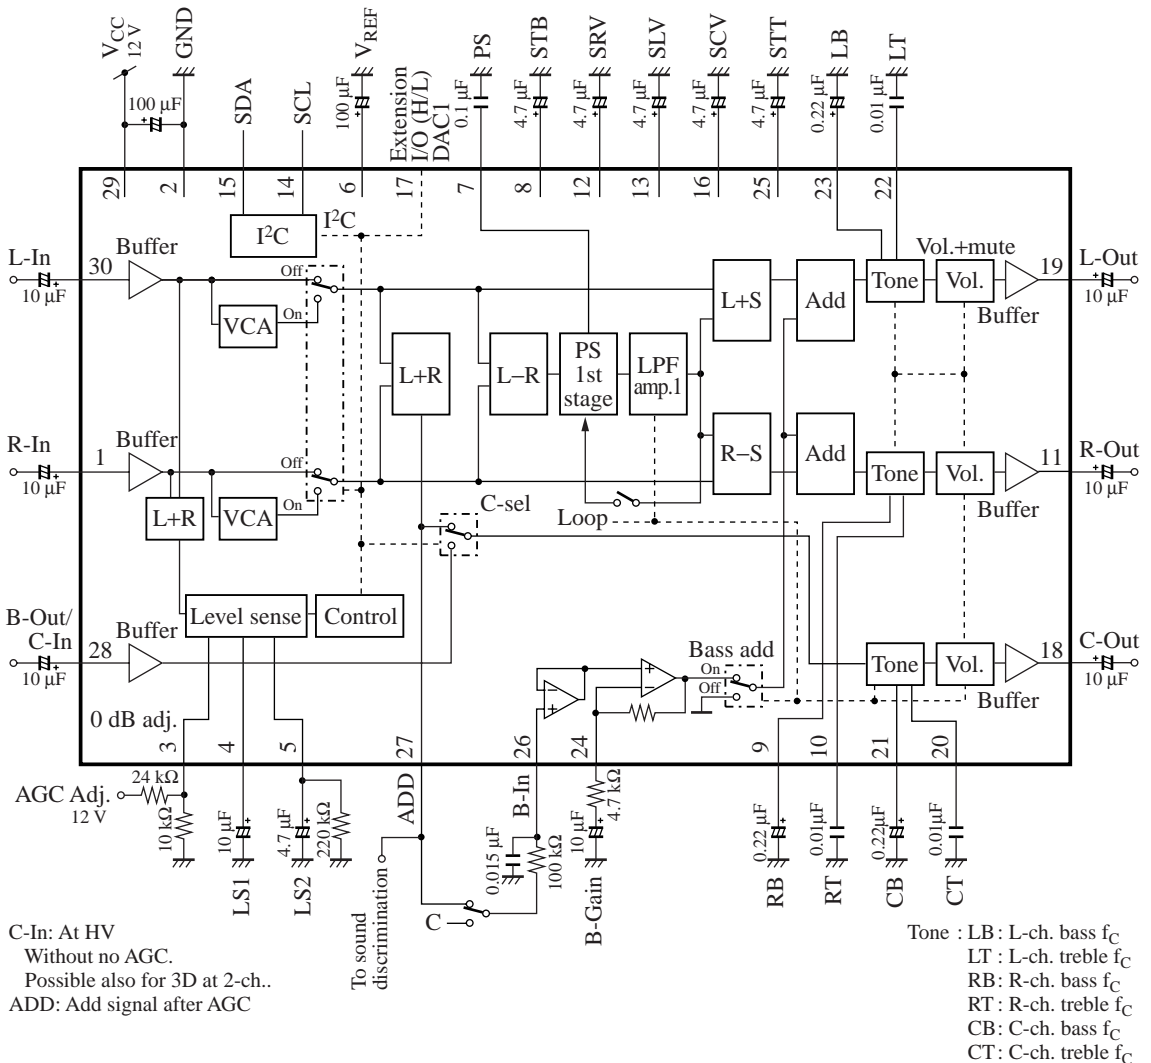 VCC
12 V
GND
100 µF
SDA
SCL
VREF
100 µF
Extension
I/O (H/L)
DAC1
PS
0.1 µF
STB
4.7 µF
SRV
4.7 µF
SLV
4.7 µF
SCV
4.7 µF
STT
4.7 µF
LB
0.22 µF
LT
0.01 µF
29
2
15
14
6
17
7
8
12
13
16
25
23
22
I²C
I²C
L-In
10 µF
30
Buffer
Off
On
VCA
L+R
L−R
PS
1st
stage
LPF
amp.1
L+S
Add
Tone
Vol.+mute
Vol.
Buffer
19
L-Out
10 µF
R-In
10 µF
1
Buffer
Off
On
L+R
VCA
C-sel
Loop
R−S
Add
Tone
Vol.
Buffer
11
R-Out
10 µF
B-Out/
C-In
10 µF
28
Buffer
Level sense
Control
Bass add
On
Off
Tone
Vol.
Buffer
18
C-Out
10 µF
0 dB adj.
3
4
5
27
26
24
9
10
21
20
AGC Adj.
12 V
24 kΩ
10 kΩ
10 µF
LS1
4.7 µF
LS2
220 kΩ
ADD
To sound
discrimination
C
B-In
0.015 µF
100 kΩ
10 µF
4.7 kΩ
B-Gain
0.22 µF
RB
0.01µF
RT
0.22µF
CB
0.01µF
CT
C-In: At HV
Without no AGC.
Possible also for 3D at 2-ch..
ADD: Add signal after AGC
Tone : LB : L-ch. bass fC
LT : L-ch. treble fC
RB: R-ch. bass fC
RT : R-ch. treble fC
CB: C-ch. bass fC
CT : C-ch. treble fC